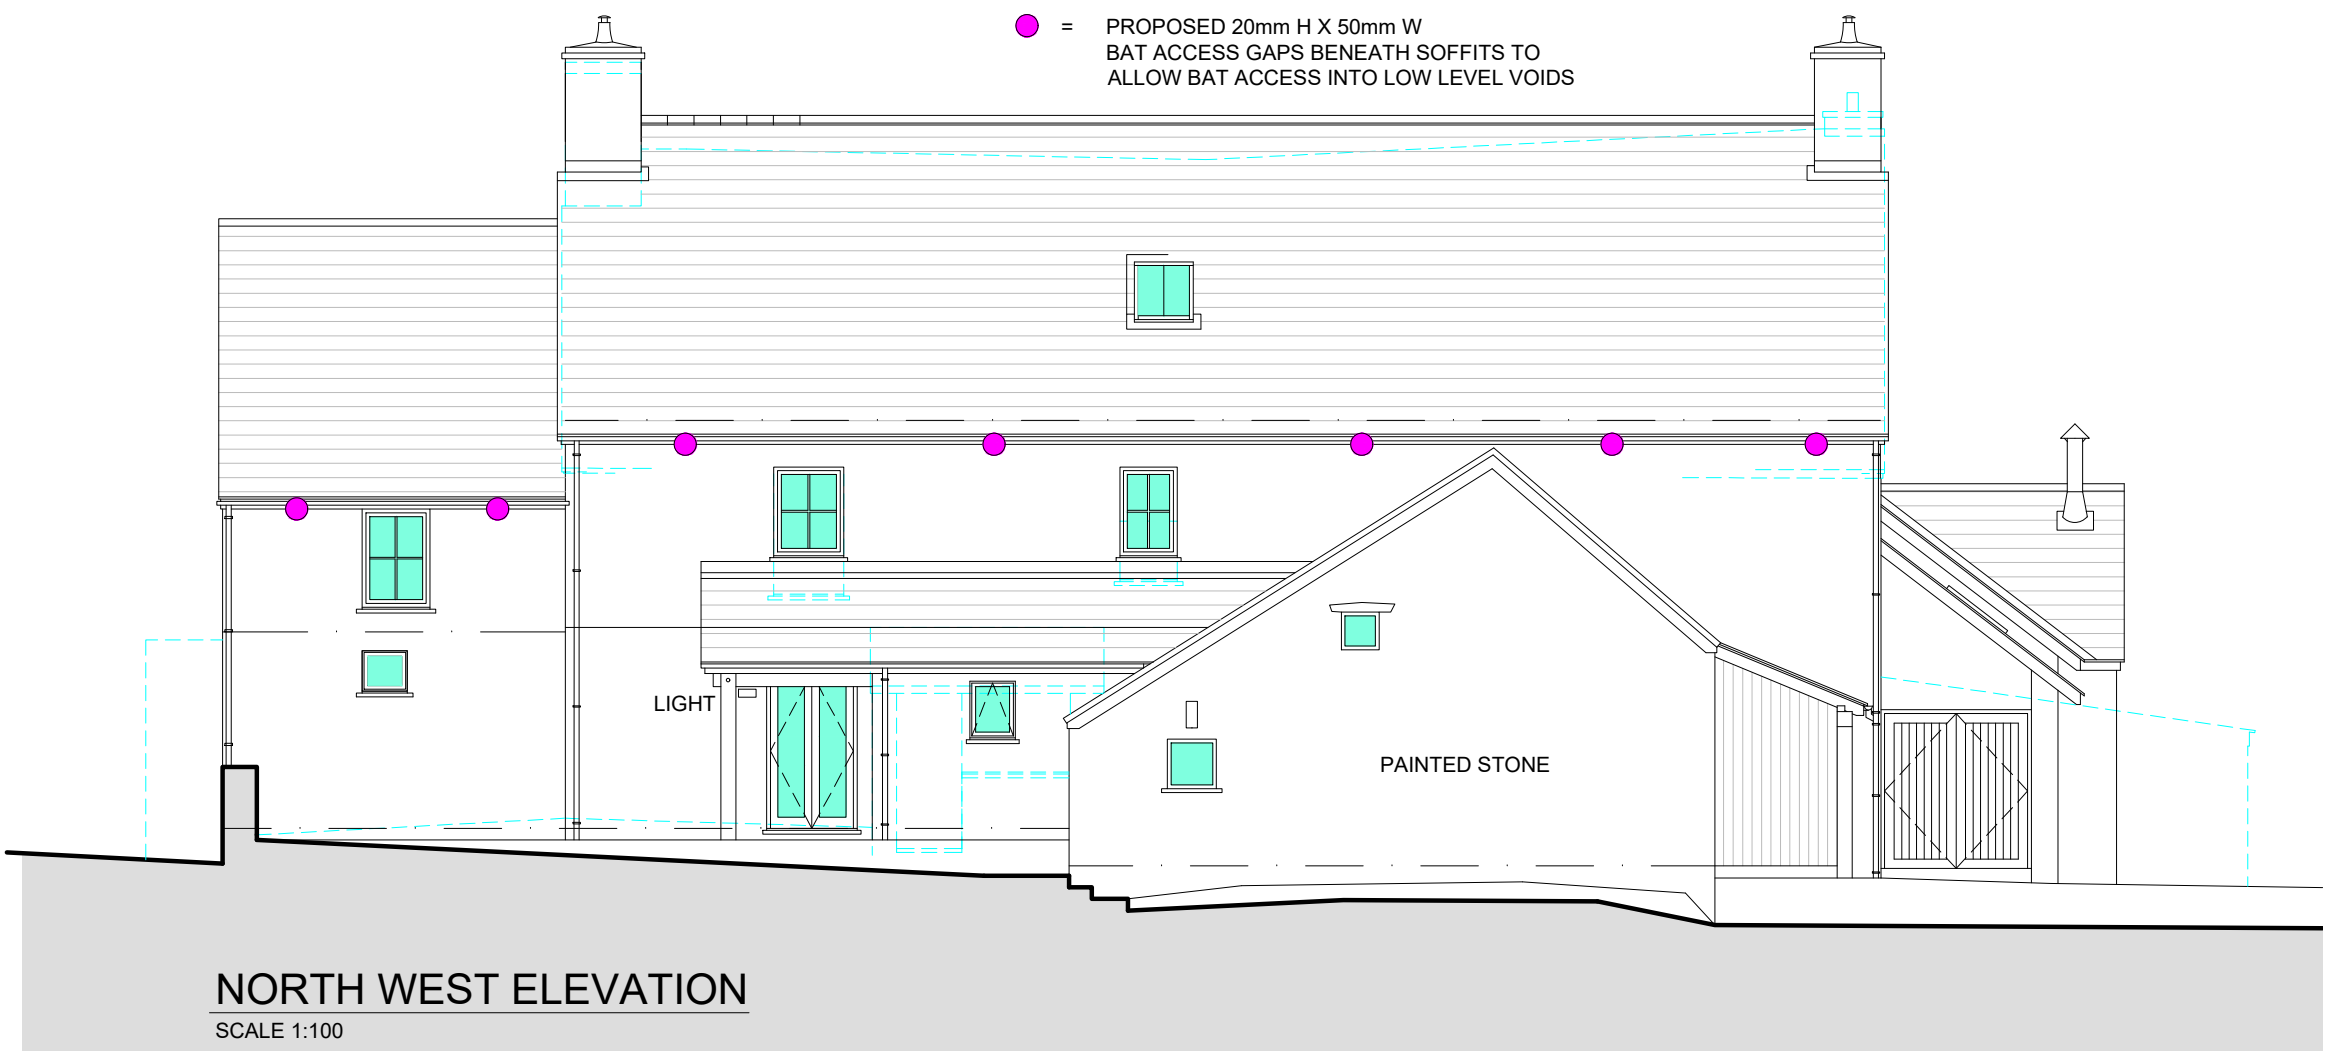 = PROPOSED 20mm H X 50mm W
BAT ACCESS GAPS BENEATH SOFFITS TO
ALLOW BAT ACCESS INTO LOW LEVEL VOIDS
LIGHT
PAINTED STONE
NORTH WEST ELEVATION
SCALE 1:100